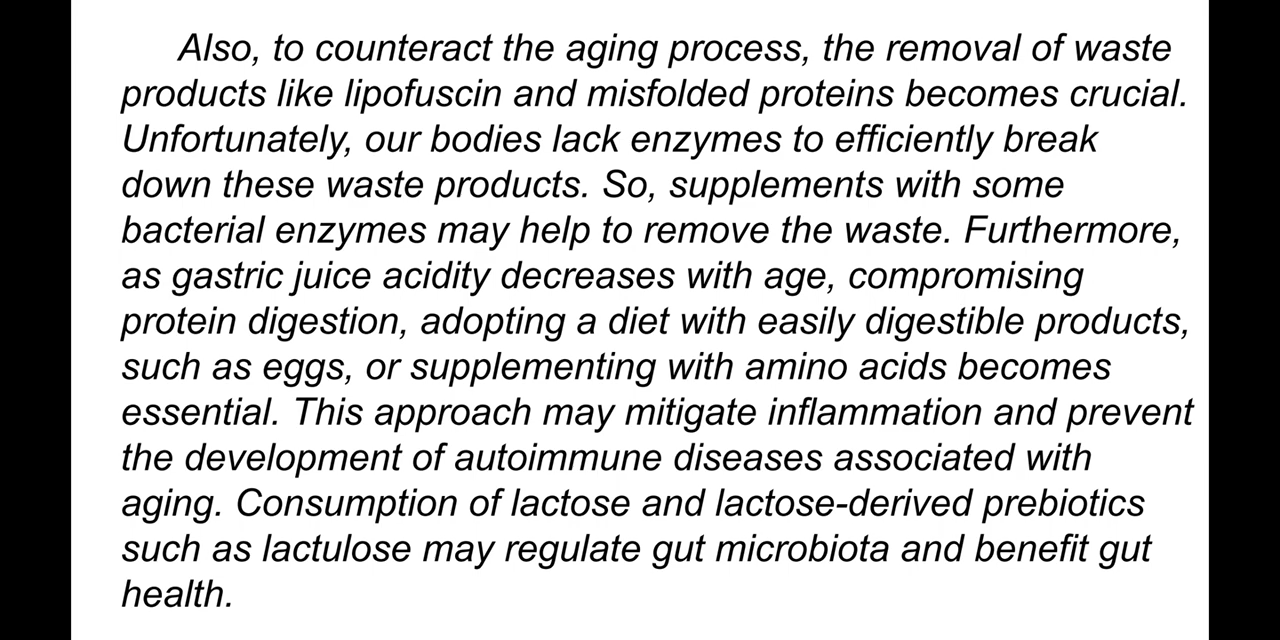 Also, to counteract the aging process, the removal of waste
products like lipofuscin and misfolded proteins becomes crucial.
Unfortunately, our bodies lack enzymes to efficiently break
down these waste products. So, supplements with some
bacterial enzymes may help to remove the waste. Furthermore,
as gastric juice acidity decreases with age, compromising
protein digestion, adopting a diet with easily digestible products,
such as eggs, or supplementing with amino acids becomes
essential. This approach may mitigate inflammation and prevent
the development of autoimmune diseases associated with
aging. Consumption of lactose and lactose-derived prebiotics
such as lactulose may regulate gut microbiota and benefit gut
health.